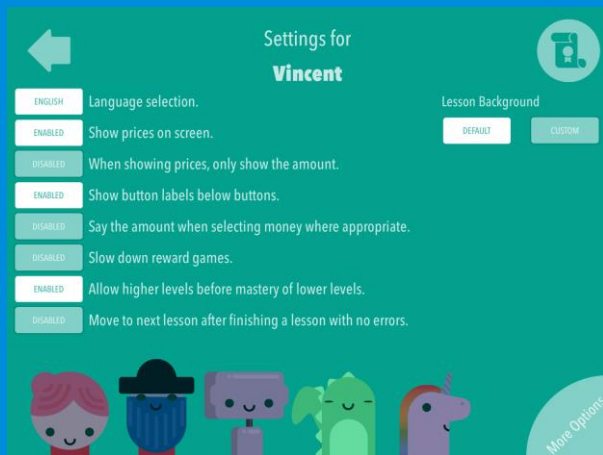 Settings for
Vincent
ENGLISH Language selection.
ENABLED Show prices on screen.
DISABLED When showing prices, only show the amount.
ENABLED Show button labels below buttons.
DISABLED Say the amount when selecting money where appropriate.
DISABLED Slow down reward games.
ENABLED Allow higher levels before mastery of lower levels.
DISABLED Move to next lesson after finishing a lesson with no errors.
Lesson Background
DEFAULT CUSTOM
More Options